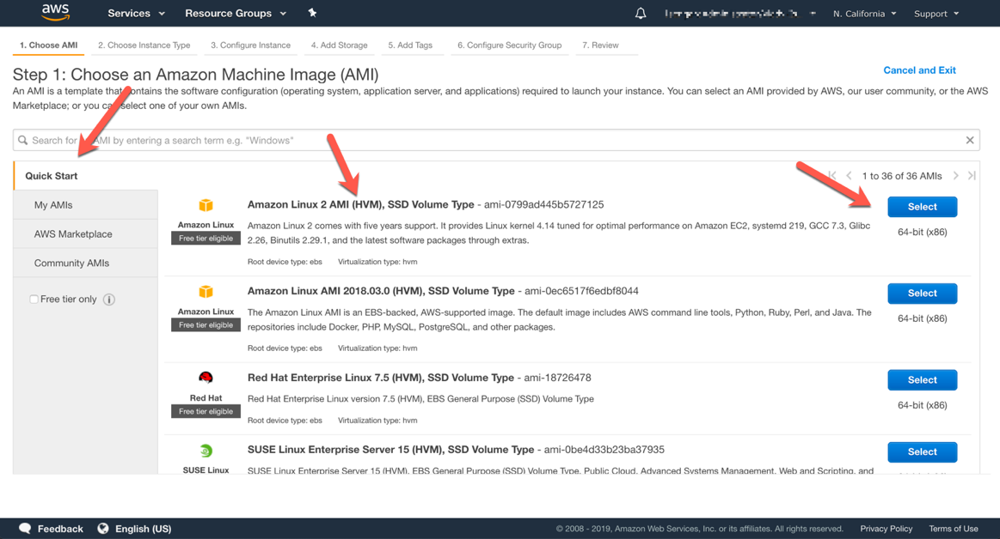 aws
Services
Resource Groups
N. California
Support
1. Choose AMI
2. Choose Instance Type
3. Configure Instance
4. Add Storage
5. Add Tags
6. Configure Security Group
7. Review
Step 1: Choose an Amazon Machine Image (AMI)
Cancel and Exit
An AMI is a template that contains the software configuration (operating system, application server, and applications) required to launch your instance. You can select an AMI provided by AWS, our user community, or the AWS
Marketplace; or you can select one of your own AMIs.
Search for AMI by entering a search term e.g. "Windows"
Quick Start
My AMIs
AWS Marketplace
Community AMIs
Free tier only
1 to 36 of 36 AMIs
Amazon Linux
Free tier eligible
Amazon Linux 2 AMI (HVM), SSD Volume Type - ami-0799ad445b5727125
Amazon Linux 2 comes with five years support. It provides Linux kernel 4.14 tuned for optimal performance on Amazon EC2, systemd 219, GCC 7.3, Glibc
2.26, Binutils 2.29.1, and the latest software packages through extras.
Root device type: ebs Virtualization type: hvm
Select
64-bit (x86)
Amazon Linux
Free tier eligible
Amazon Linux AMI 2018.03.0 (HVM), SSD Volume Type - ami-0ec6517f6edbf8044
The Amazon Linux AMI is an EBS-backed, AWS-supported image. The default image includes AWS command line tools, Python, Ruby, Perl, and Java. The
repositories include Docker, PHP, MySQL, PostgreSQL, and other packages.
Root device type: ebs Virtualization type: hvm
Select
64-bit (x86)
Red Hat
Free tier eligible
Red Hat Enterprise Linux 7.5 (HVM), SSD Volume Type - ami-18726478
Red Hat Enterprise Linux version 7.5 (HVM), EBS General Purpose (SSD) Volume Type
Root device type: ebs Virtualization type: hvm
Select
64-bit (x86)
SUSE Linux
SUSE Linux Enterprise Server 15 (HVM), SSD Volume Type - ami-0be4d33b23ba37935
SUSE Linux Enterprise Server 15 (HVM), EBS General Purpose (SSD) Volume Type, Public Cloud, Advanced Systems Management, Web and Scripting, and
Select
Feedback
English (US)
© 2008 - 2019, Amazon Web Services, Inc. or its affiliates. All rights reserved.
Privacy Policy
Terms of Use